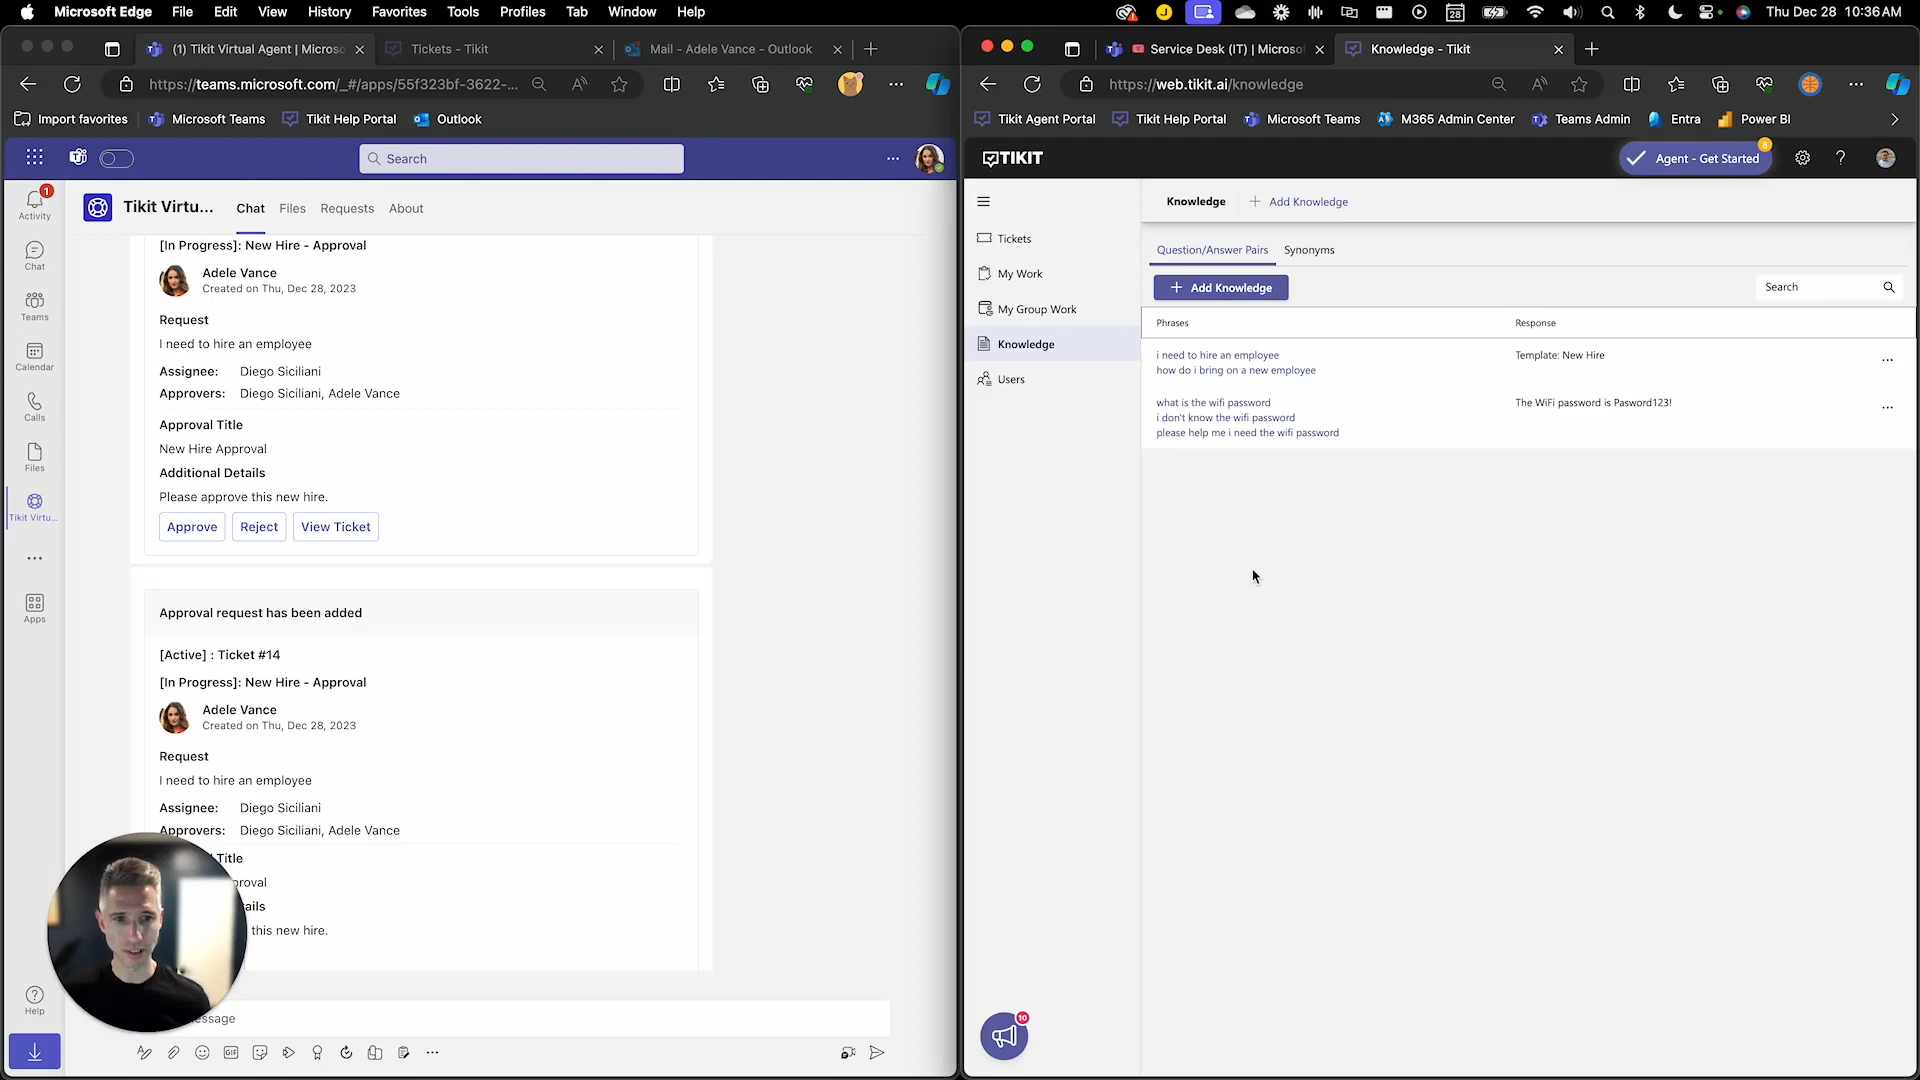 Microsoft Edge File Edit View History Favorites Tools Profiles Tab Window Help
28
Thu Dec 28 10:36 AM
(1) Tikit Virtual Agent | Micros
Tickets - Tikit
Mail - Adele Vance - Outlook
https://teams.microsoft.com/_#/apps/55f323bf-3622-...
Import favorites
Microsoft Teams
Tikit Help Portal
Outlook
Search
1
Activity
Chat
Teams
Calendar
Calls
Files
Tikit Virtu...
Apps
Help
Tikit Virtu...
Chat Files Requests About
[In Progress]: New Hire - Approval
Adele Vance
Created on Thu, Dec 28, 2023
Request
I need to hire an employee
Assignee: Diego Siciliani
Approvers: Diego Siciliani, Adele Vance
Approval Title
New Hire Approval
Additional Details
Please approve this new hire.
Approve Reject View Ticket
Approval request has been added
[Active] : Ticket #14
[In Progress]: New Hire - Approval
Adele Vance
Created on Thu, Dec 28, 2023
Request
I need to hire an employee
Assignee: Diego Siciliani
Approvers: Diego Siciliani, Adele Vance
Title
proval
ails
this new hire.
essage
GIF
Service Desk (IT) | Microsof
Knowledge - Tikit
https://web.tikit.ai/knowledge
Tikit Agent Portal
Tikit Help Portal
Microsoft Teams
M365 Admin Center
Teams Admin
Entra
Power BI
TIKIT
Agent - Get Started
8
?
Tickets
My Work
My Group Work
Knowledge
Users
10
Knowledge
+ Add Knowledge
Question/Answer Pairs
Synonyms
+ Add Knowledge
Search
Phrases
Response
i need to hire an employee
how do i bring on a new employee
Template: New Hire
what is the wifi password
i don't know the wifi password
please help me i need the wifi password
The WiFi password is Pasword123!